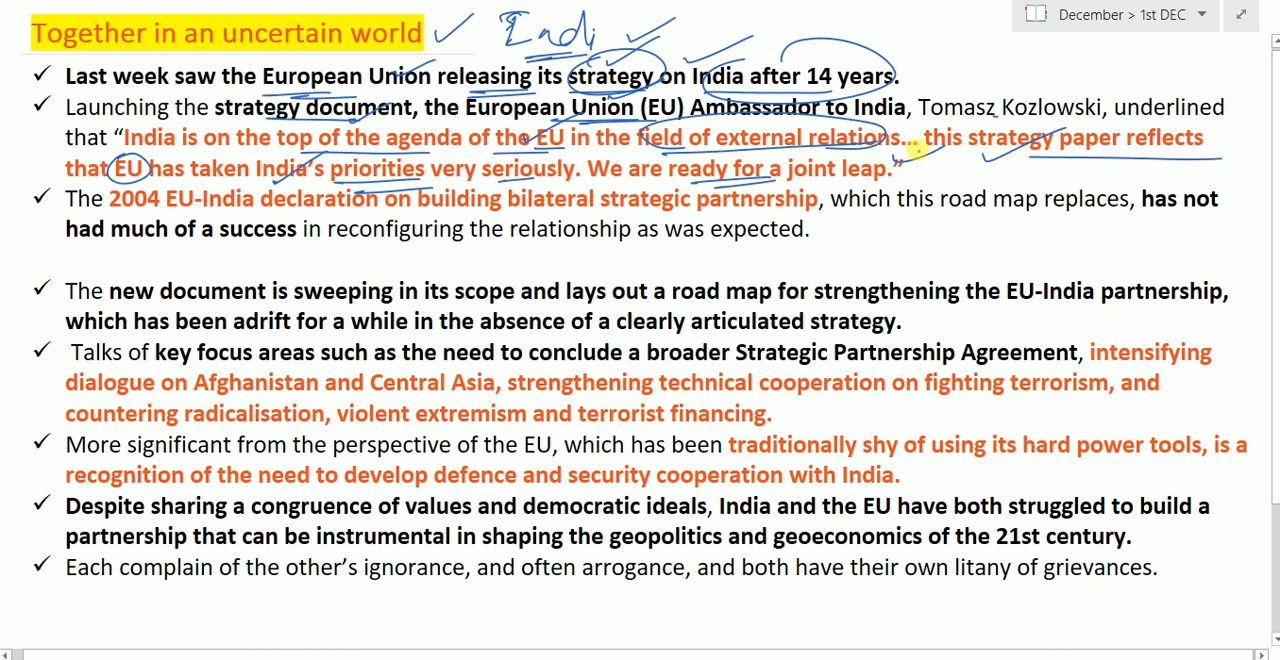 December > 1st DEC
Together in an uncertain world
✓ Last week saw the European Union releasing its strategy on India after 14 years.
✓ Launching the strategy document, the European Union (EU) Ambassador to India, Tomasz Kozlowski, underlined
that “India is on the top of the agenda of the EU in the field of external relations... this strategy paper reflects
that EU has taken India’s priorities very seriously. We are ready for a joint leap.”
✓ The 2004 EU-India declaration on building bilateral strategic partnership, which this road map replaces, has not
had much of a success in reconfiguring the relationship as was expected.
✓ The new document is sweeping in its scope and lays out a road map for strengthening the EU-India partnership,
which has been adrift for a while in the absence of a clearly articulated strategy.
✓ Talks of key focus areas such as the need to conclude a broader Strategic Partnership Agreement, intensifying
dialogue on Afghanistan and Central Asia, strengthening technical cooperation on fighting terrorism, and
countering radicalisation, violent extremism and terrorist financing.
✓ More significant from the perspective of the EU, which has been traditionally shy of using its hard power tools, is a
recognition of the need to develop defence and security cooperation with India.
✓ Despite sharing a congruence of values and democratic ideals, India and the EU have both struggled to build a
partnership that can be instrumental in shaping the geopolitics and geoeconomics of the 21st century.
✓ Each complain of the other’s ignorance, and often arrogance, and both have their own litany of grievances.